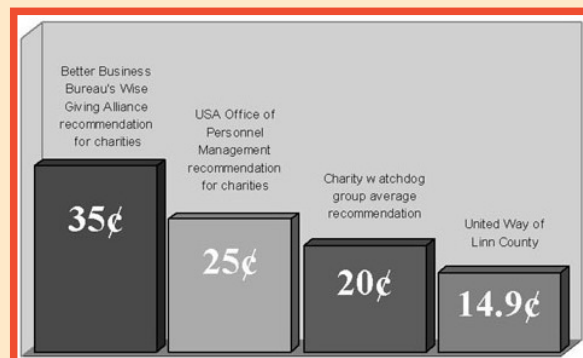 Better Business
Bureau's Wise
Giving Alliance
recommendation
for charities
35¢
USA Office of
Personnel
Management
recommendation
for charities
25¢
Charity watchdog
group average
recommendation
20¢
United Way of
Linn County
14.9¢